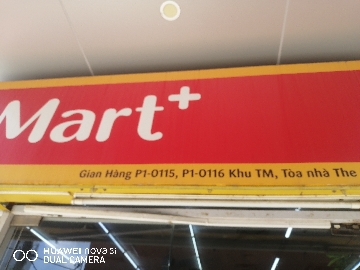 Mart+
Gian Hàng P1-0115, P1-0116 Khu TM, Tòa nhà The
HUAWEI nova 5i
DUAL CAMERA